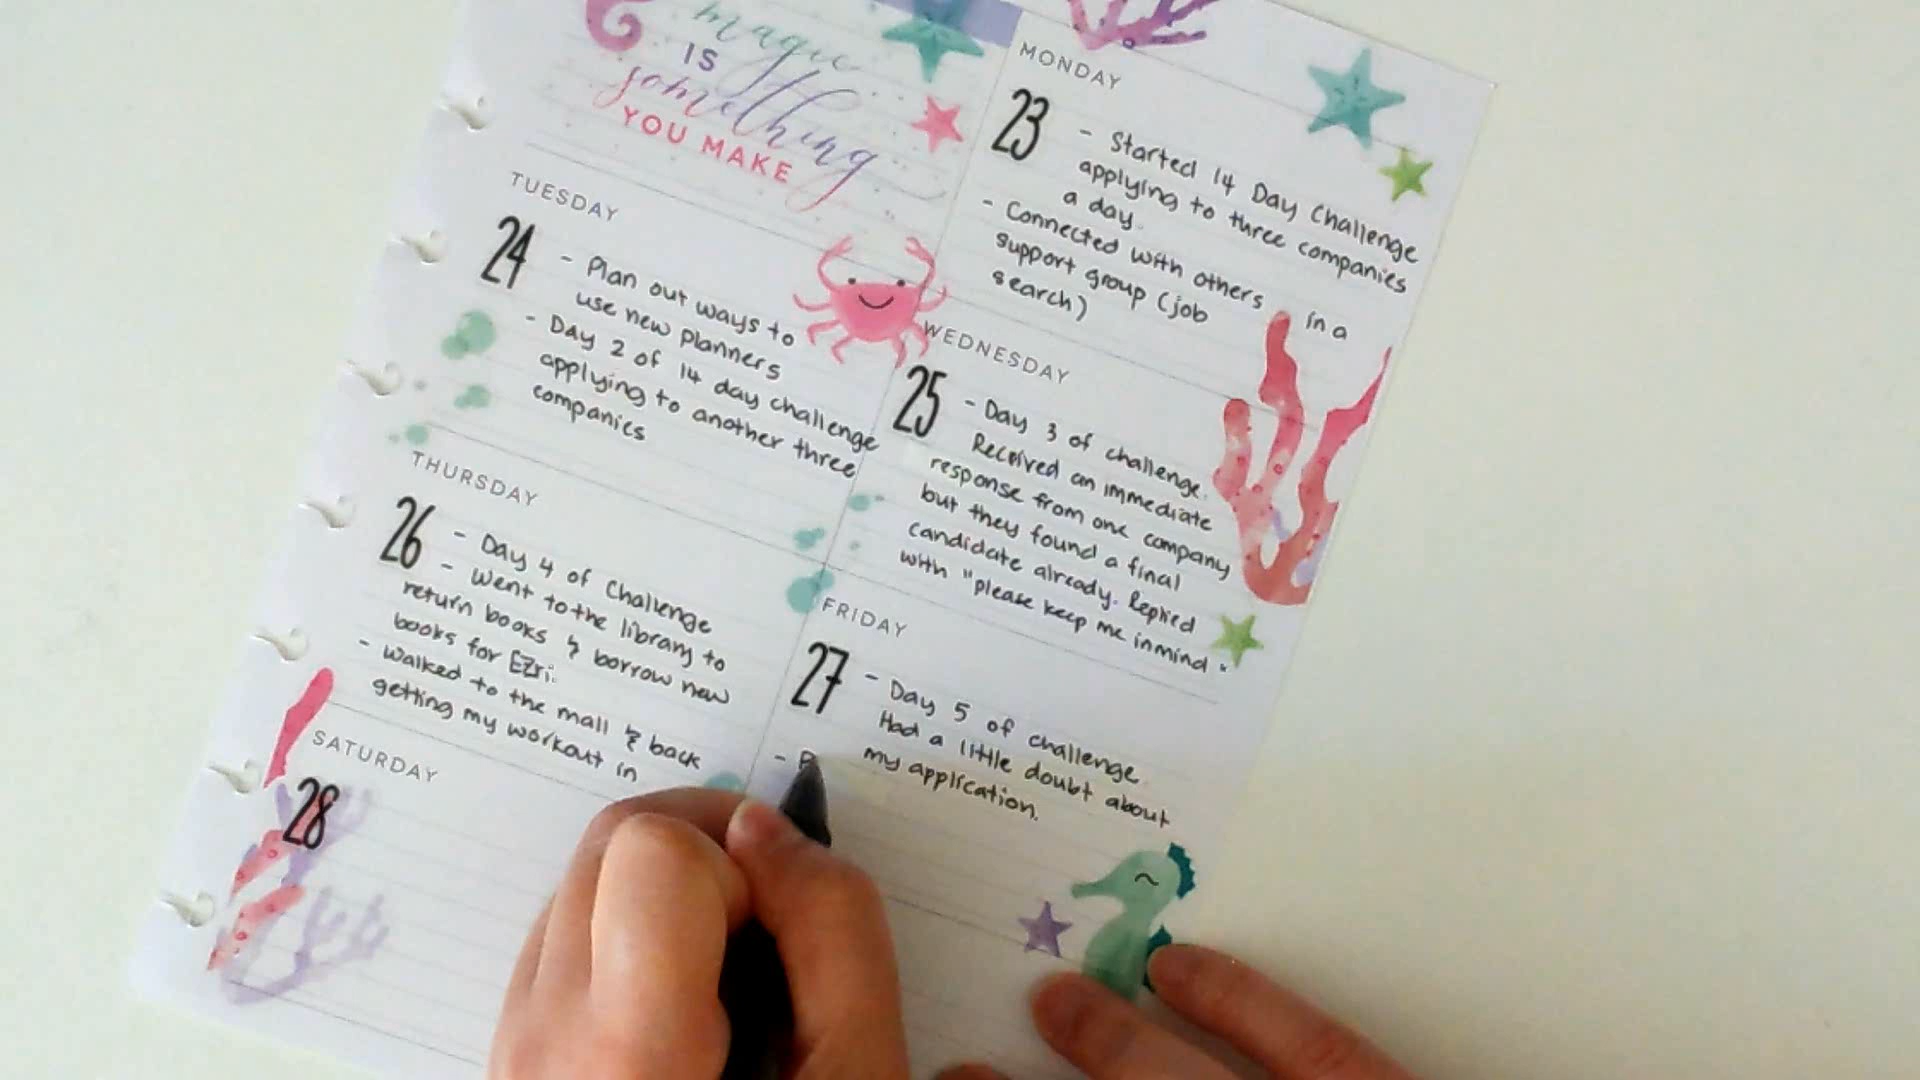 magic
IS
something
YOU MAKE
MONDAY
23
- Started 14 Day Challenge
applying to three companies
a day.
- Connected with others in a
support group (job
search)
TUESDAY
24
- Plan out ways to
use new planners
- Day 2 of 14 day challenge
applying to another three
companies
WEDNESDAY
25
- Day 3 of challenge.
Received an immediate
response from one company
but they found a final
candidate already. Replied
with "please keep me in mind"
THURSDAY
26
- Day 4 of Challenge
- Went to the library to
return books & borrow new
books for Ezri.
- Walked to the mall & back
getting my workout in
FRIDAY
27
- Day 5 of challenge.
Had a little doubt about
my application.
-
SATURDAY
28